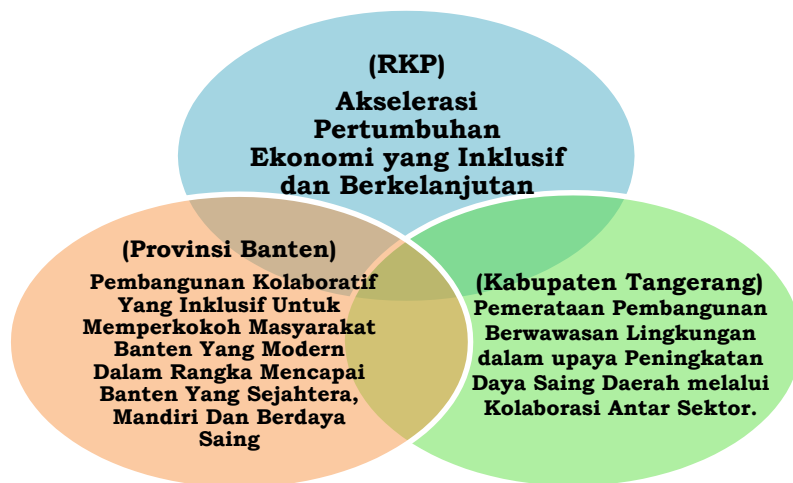 (RKP)
Akselerasi
Pertumbuhan
Ekonomi yang Inklusif
dan Berkelanjutan
(Provinsi Banten)
Pembangunan Kolaboratif
Yang Inklusif Untuk
Memperkokoh Masyarakat
Banten Yang Modern
Dalam Rangka Mencapai
Banten Yang Sejahtera,
Mandiri Dan Berdaya
Saing
(Kabupaten Tangerang)
Pemerataan Pembangunan
Berwawasan Lingkungan
dalam upaya Peningkatan
Daya Saing Daerah melalui
Kolaborasi Antar Sektor.